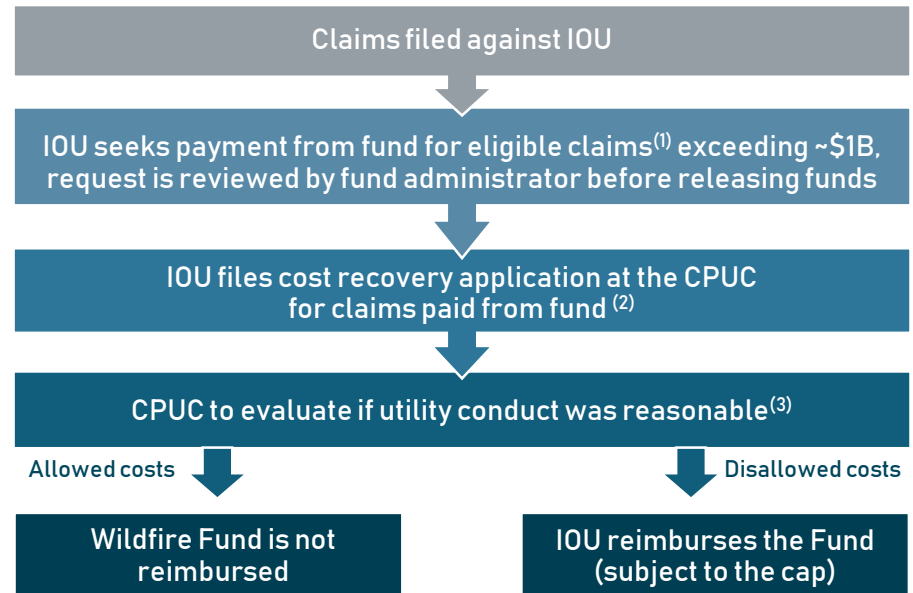 Claims filed against IOU
IOU seeks payment from fund for eligible claims(1) exceeding ~$1B,
request is reviewed by fund administrator before releasing funds
IOU files cost recovery application at the CPUC
for claims paid from fund (2)
CPUC to evaluate if utility conduct was reasonable(3)
Allowed costs
Disallowed costs
Wildfire Fund is not
reimbursed
IOU reimburses the Fund
(subject to the cap)